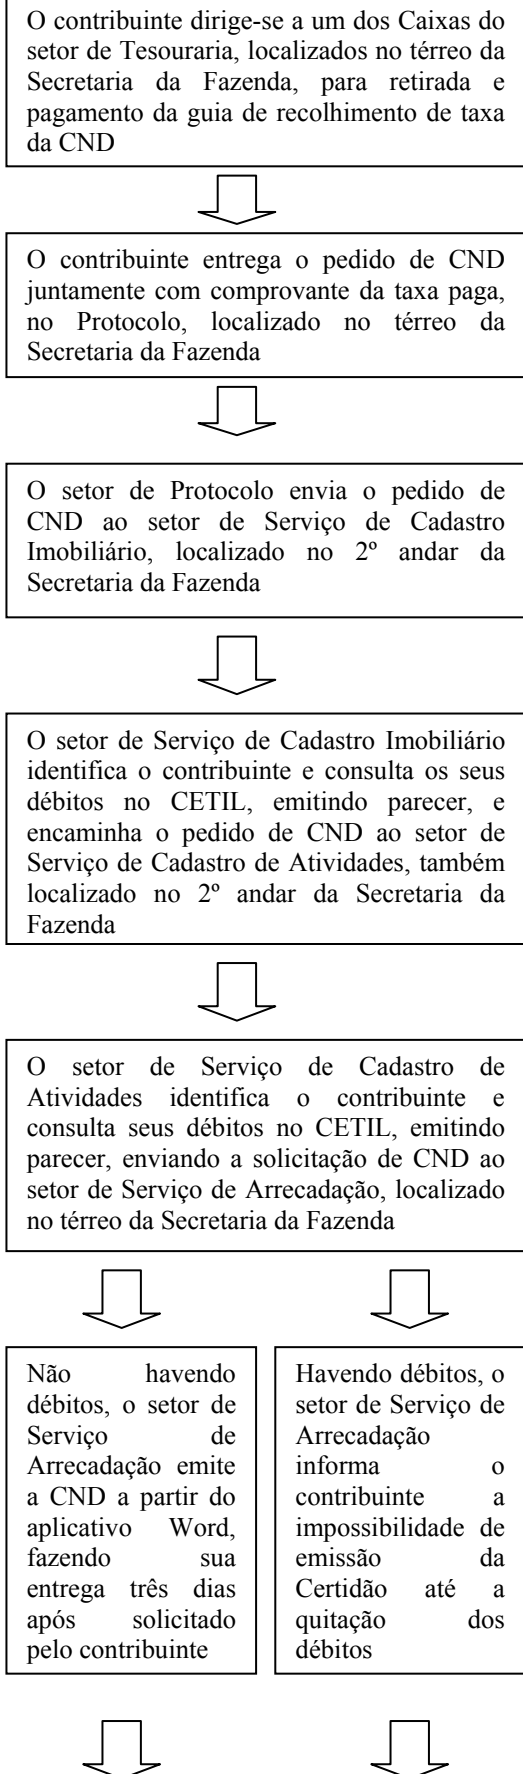 O contribuinte dirige-se a um dos Caixas do
setor de Tesouraria, localizados no térreo da
Secretaria da Fazenda, para retirada e
pagamento da guia de recolhimento de taxa
da CND
O contribuinte entrega o pedido de CND
juntamente com comprovante da taxa paga,
no Protocolo, localizado no térreo da
Secretaria da Fazenda
O setor de Protocolo envia o pedido de
CND ao setor de Serviço de Cadastro
Imobiliário, localizado no 2º andar da
Secretaria da Fazenda
O setor de Serviço de Cadastro Imobiliário
identifica o contribuinte e consulta os seus
débitos no CETIL, emitindo parecer, e
encaminha o pedido de CND ao setor de
Serviço de Cadastro de Atividades, também
localizado no 2º andar da Secretaria da
Fazenda
O setor de Serviço de Cadastro de
Atividades identifica o contribuinte e
consulta seus débitos no CETIL, emitindo
parecer, enviando a solicitação de CND ao
setor de Serviço de Arrecadação, localizado
no térreo da Secretaria da Fazenda
Não havendo
débitos, o setor de
Serviço de
Arrecadação emite
a CND a partir do
aplicativo Word,
fazendo sua
entrega três dias
após solicitado
pelo contribuinte
Havendo débitos, o
setor de Serviço de
Arrecadação
informa o
contribuinte a
impossibilidade de
emissão da
Certidão até a
quitação dos
débitos